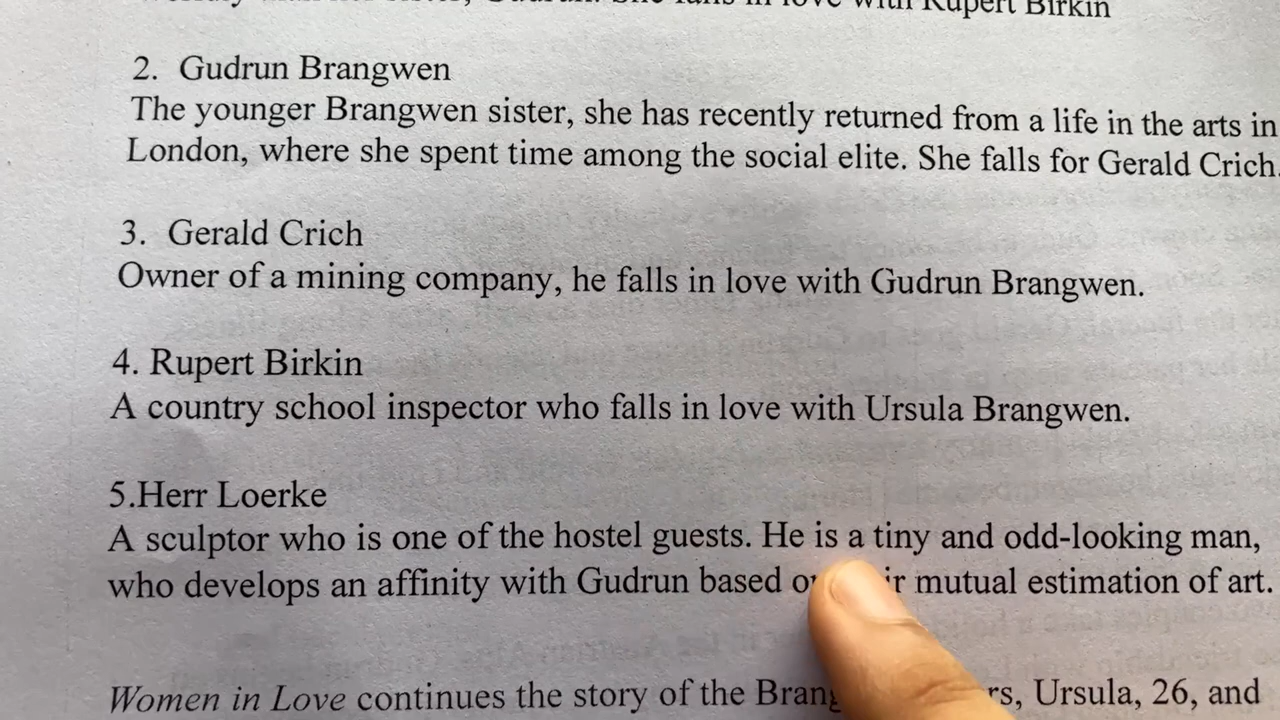 in love with Rupert Birkin
2. Gudrun Brangwen
The younger Brangwen sister, she has recently returned from a life in the arts in
London, where she spent time among the social elite. She falls for Gerald Crich.
3. Gerald Crich
Owner of a mining company, he falls in love with Gudrun Brangwen.
4. Rupert Birkin
A country school inspector who falls in love with Ursula Brangwen.
5.Herr Loerke
A sculptor who is one of the hostel guests. He is a tiny and odd-looking man,
who develops an affinity with Gudrun based mutual estimation of art.
Women in Love continues the story of the Ursula, 26, and